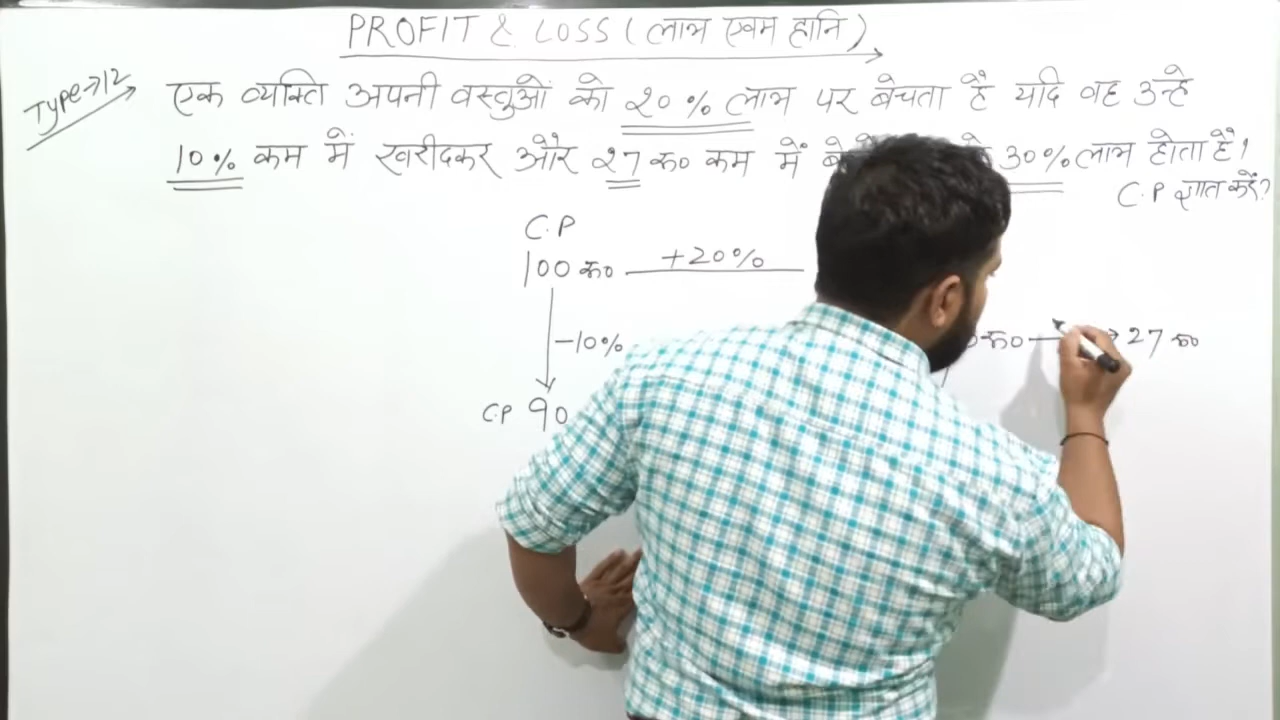 PROFIT & LOSS ( लाभ एवम हानि )
Type→12
एक व्यक्ति अपनी वस्तुओं को 20 % लाभ पर बेचता है यदि वह उन्हे
10 % कम में खरीदकर और 27 रू० कम में 30% लाभ होता है।
C.P ज्ञात करें?
C.P
100 रू० +20%
−10% रू० → 27 रू०
C.P 90